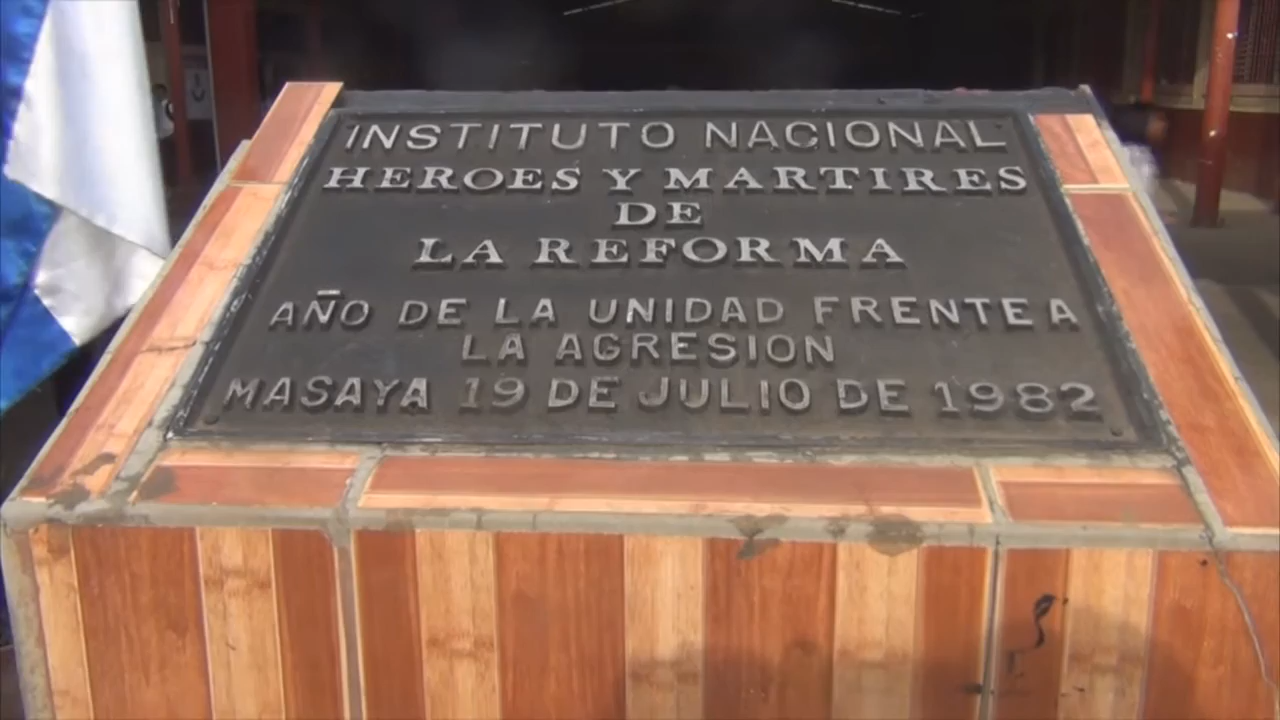 INSTITUTO NACIONAL
HEROES Y MARTIRES
DE
LA REFORMA
AÑO DE LA UNIDAD FRENTE A
LA AGRESION
MASAYA 19 DE JULIO DE 1982